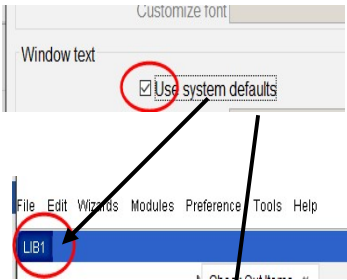 Customize font
Window text
Use system defaults
File Edit Wizards Modules Preference Tools Help
LIB1
Check Out Items